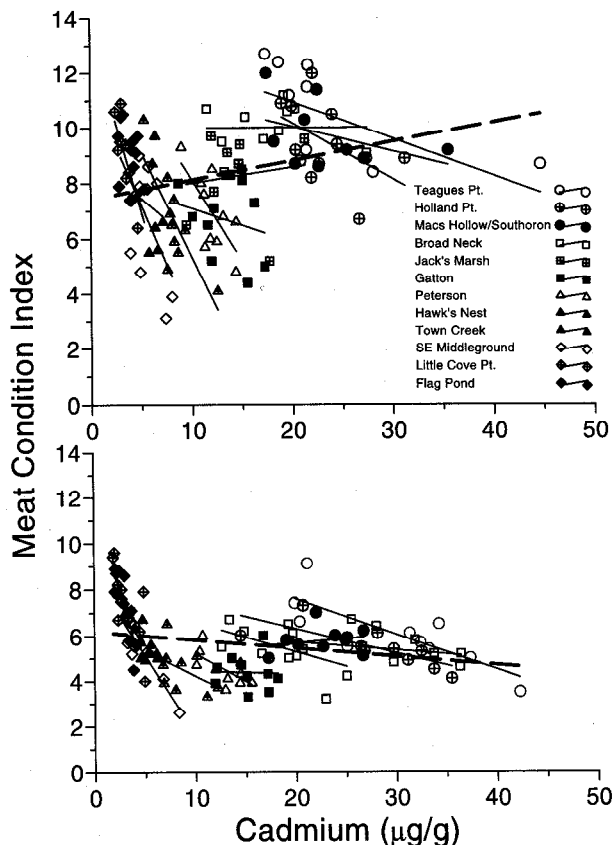 14
12
10
8
6
4
2
0
0
10
20
30
40
50
Teagues Pt.
Holland Pt.
Macs Hollow/Southoron
Broad Neck
Jack's Marsh
Gatton
Peterson
Hawk's Nest
Town Creek
SE Middleground
Little Cove Pt.
Flag Pond
Meat Condition Index
14
12
10
8
6
4
2
0
0
10
20
30
40
50
Cadmium (μg/g)